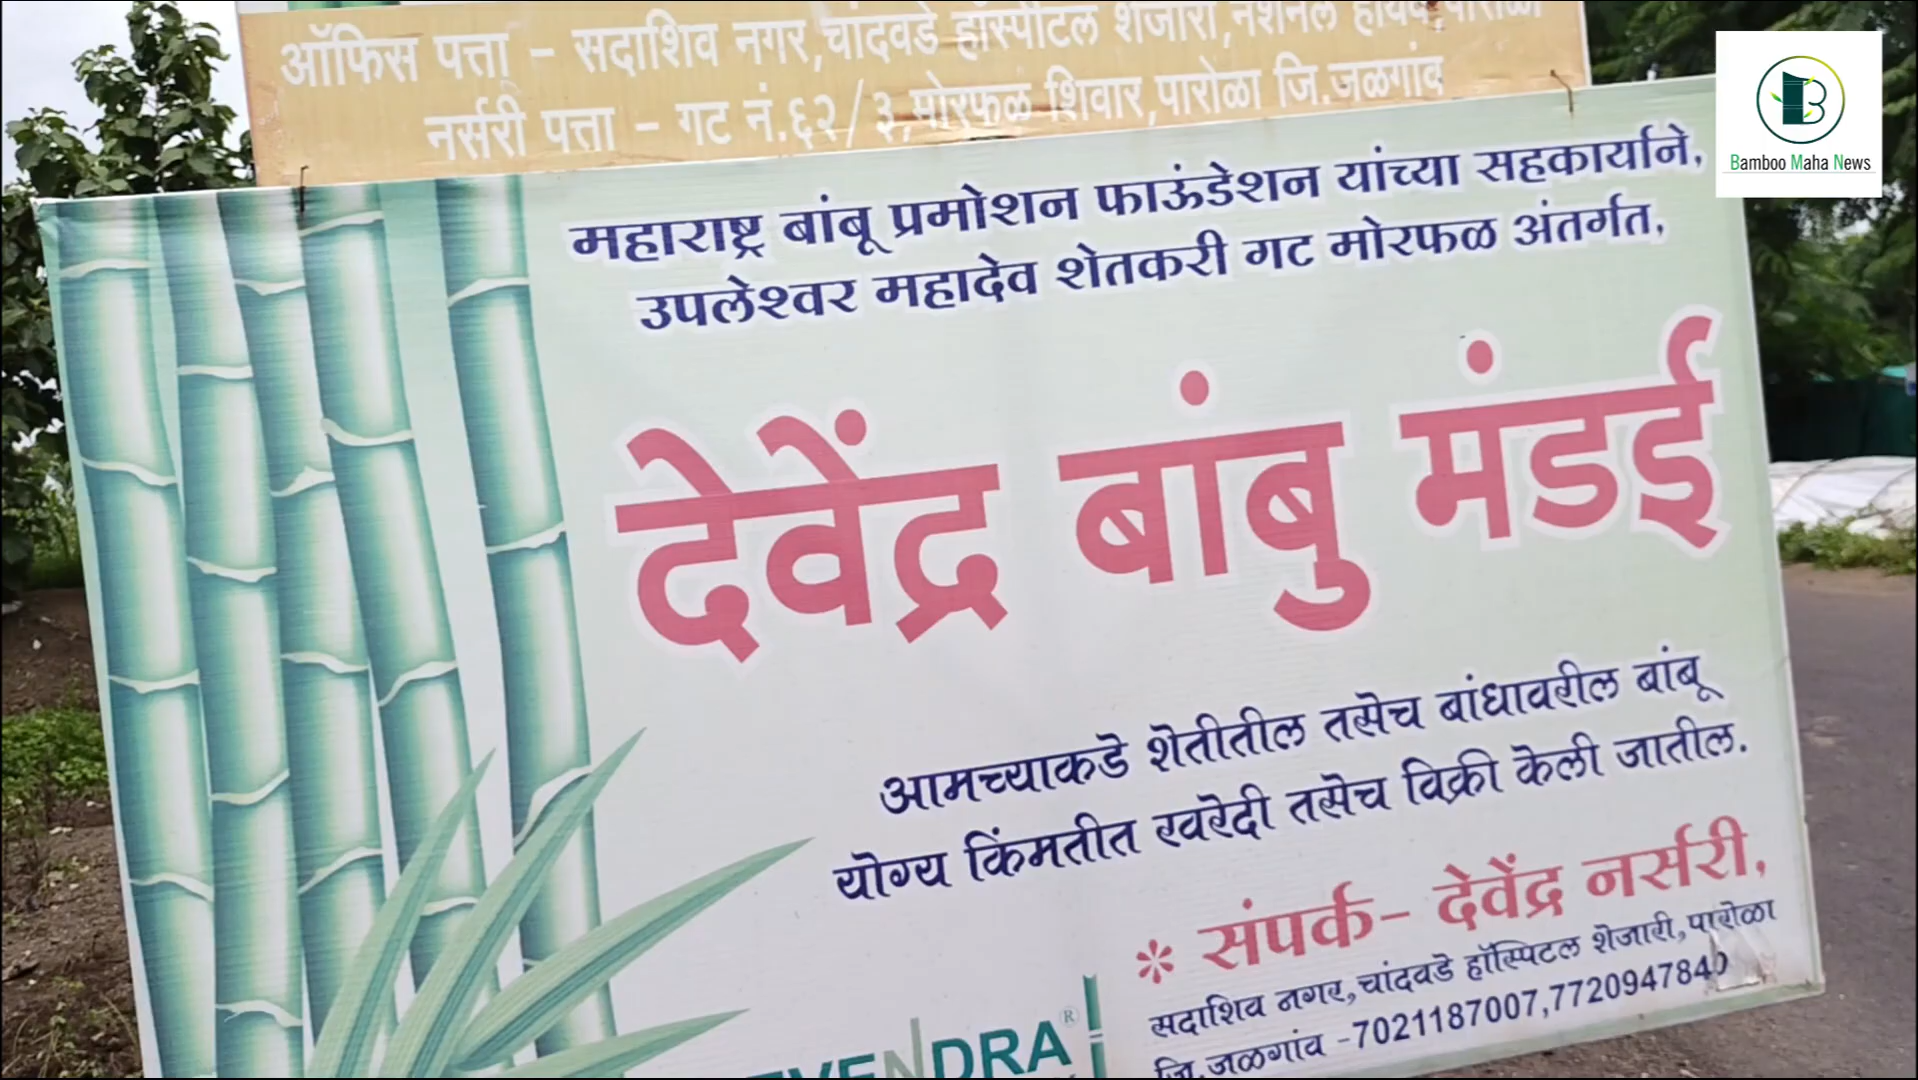 ऑफिस पत्ता - सदाशिव नगर,चांदवडे हॉस्पीटल शेजारी,नॅशनल हायवे,पारोळा
नर्सरी पत्ता - गट नं.६२/३,मोरफळ शिवार,पारोळा जि.जळगांव
Bamboo Maha News
महाराष्ट्र बांबू प्रमोशन फाऊंडेशन यांच्या सहकार्याने,
उपलेश्वर महादेव शेतकरी गट मोरफळ अंतर्गत,
देवेंद्र बांबु मंडई
आमच्याकडे शेतीतील तसेच बांधावरील बांबू
योग्य किंमतीत खरेदी तसेच विक्री केली जातील.
* संपर्क- देवेंद्र नर्सरी,
सदाशिव नगर,चांदवडे हॉस्पिटल शेजारी,पारोळा
जि.जळगांव -7021187007,7720947840
VENDRA®